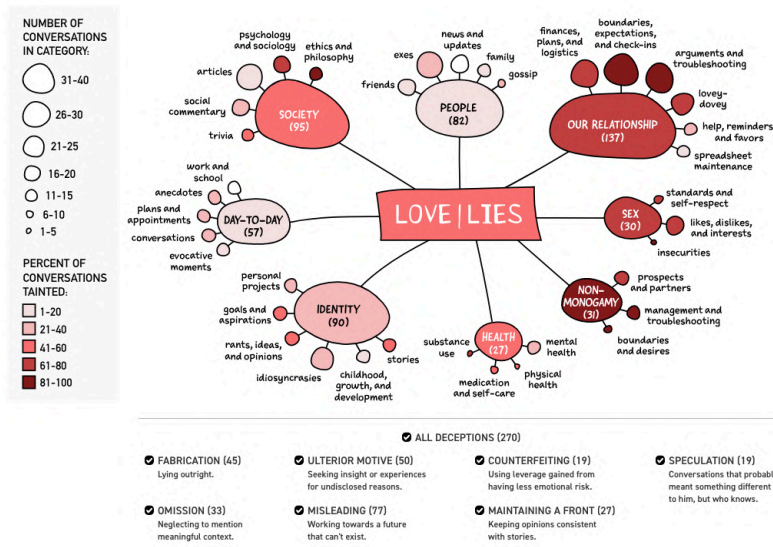 NUMBER OF
CONVERSATIONS
IN CATEGORY:
31-40
26-30
21-25
16-20
11-15
6-10
1-5
PERCENT OF
CONVERSATIONS
TAINTED:
1-20
21-40
41-60
61-80
81-100
psychology
and sociology
ethics and
philosophy
articles
social
commentary
trivia
SOCIETY
(95)
news and
updates
exes
family
friends
gossip
PEOPLE
(82)
finances,
plans, and
logistics
boundaries,
expectations,
and check-ins
arguments and
troubleshooting
lovey-
dovey
help, reminders
and favors
spreadsheet
maintenance
OUR RELATIONSHIP
(137)
work and
school
anecdotes
plans and
appointments
conversations
evocative
moments
DAY-TO-DAY
(57)
LOVE|LIES
standards and
self-respect
likes, dislikes,
and interests
insecurities
SEX
(30)
personal
projects
goals and
aspirations
rants, ideas,
and opinions
idiosyncrasies
childhood,
growth, and
development
stories
IDENTITY
(90)
substance
use
medication
and self-care
physical
health
mental
health
HEALTH
(27)
prospects
and partners
management and
troubleshooting
boundaries
and desires
NON-
MONOGAMY
(31)
ALL DECEPTIONS (270)
FABRICATION (45)
Lying outright.
ULTERIOR MOTIVE (50)
Seeking insight or experiences
for undisclosed reasons.
COUNTERFEITING (19)
Using leverage gained from
having less emotional risk.
SPECULATION (19)
Conversations that probabl
meant something different
to him, but who knows.
OMISSION (33)
Neglecting to mention
meaningful context.
MISLEADING (77)
Working towards a future
that can't exist.
MAINTAINING A FRONT (27)
Keeping opinions consistent
with stories.